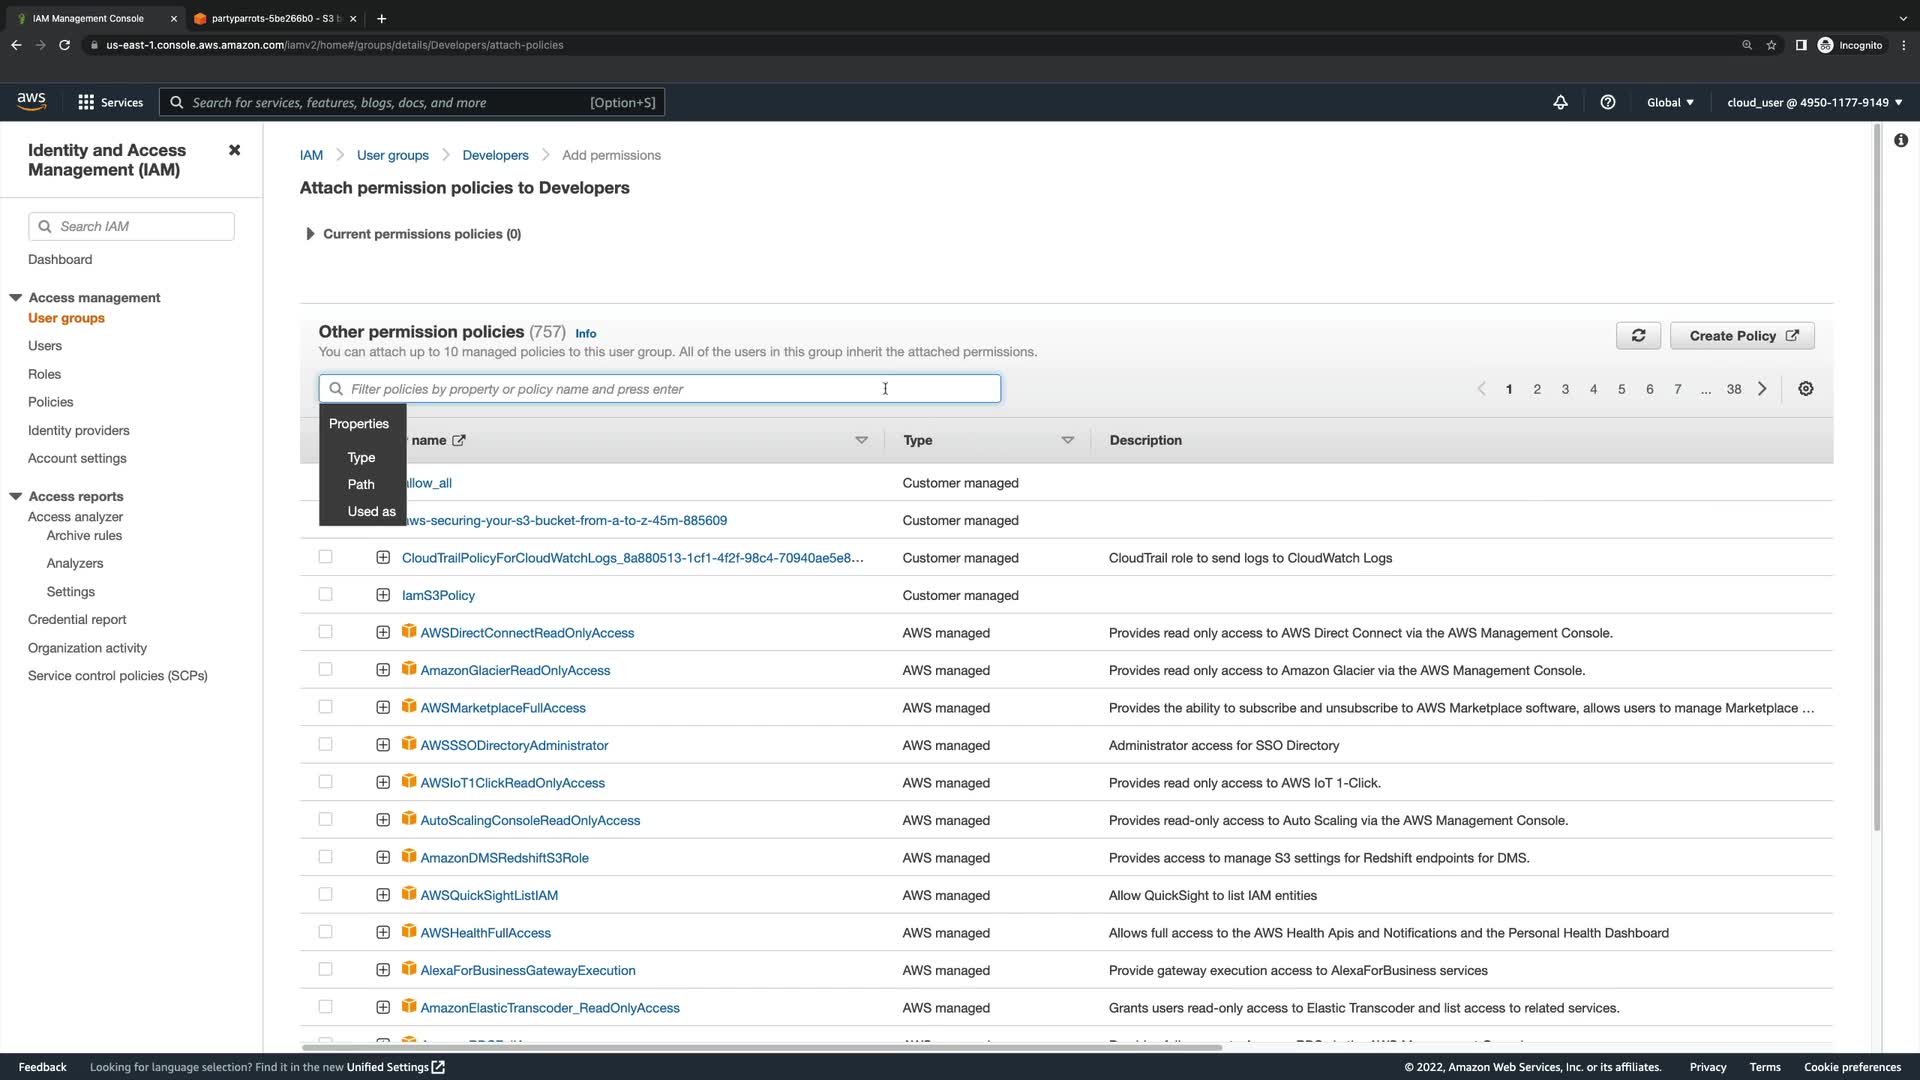 IAM Management Console
partyparrots-5be266b0 - S3 b
us-east-1.console.aws.amazon.com/iamv2/home#/groups/details/Developers/attach-policies
Incognito
aws
Services
Search for services, features, blogs, docs, and more
[Option+S]
Global
cloud_user @ 4950-1177-9149
Identity and Access
Management (IAM)
Search IAM
Dashboard
Access management
User groups
Users
Roles
Policies
Identity providers
Account settings
Access reports
Access analyzer
Archive rules
Analyzers
Settings
Credential report
Organization activity
Service control policies (SCPs)
IAM
User groups
Developers
Add permissions
Attach permission policies to Developers
Current permissions policies (0)
Other permission policies (757) Info
You can attach up to 10 managed policies to this user group. All of the users in this group inherit the attached permissions.
Create Policy
Filter policies by property or policy name and press enter
1 2 3 4 5 6 7 ... 38
Properties
Type
Path
Used as
name
Type
Description
allow_all
Customer managed
aws-securing-your-s3-bucket-from-a-to-z-45m-885609
Customer managed
CloudTrailPolicyForCloudWatchLogs_8a880513-1cf1-4f2f-98c4-70940ae5e8...
Customer managed
CloudTrail role to send logs to CloudWatch Logs
IamS3Policy
Customer managed
AWSDirectConnectReadOnlyAccess
AWS managed
Provides read only access to AWS Direct Connect via the AWS Management Console.
AmazonGlacierReadOnlyAccess
AWS managed
Provides read only access to Amazon Glacier via the AWS Management Console.
AWSMarketplaceFullAccess
AWS managed
Provides the ability to subscribe and unsubscribe to AWS Marketplace software, allows users to manage Marketplace ...
AWSSSODirectoryAdministrator
AWS managed
Administrator access for SSO Directory
AWSIoT1ClickReadOnlyAccess
AWS managed
Provides read only access to AWS IoT 1-Click.
AutoScalingConsoleReadOnlyAccess
AWS managed
Provides read-only access to Auto Scaling via the AWS Management Console.
AmazonDMSRedshiftS3Role
AWS managed
Provides access to manage S3 settings for Redshift endpoints for DMS.
AWSQuickSightListIAM
AWS managed
Allow QuickSight to list IAM entities
AWSHealthFullAccess
AWS managed
Allows full access to the AWS Health Apis and Notifications and the Personal Health Dashboard
AlexaForBusinessGatewayExecution
AWS managed
Provide gateway execution access to AlexaForBusiness services
AmazonElasticTranscoder_ReadOnlyAccess
AWS managed
Grants users read-only access to Elastic Transcoder and list access to related services.
Feedback
Looking for language selection? Find it in the new Unified Settings
© 2022, Amazon Web Services, Inc. or its affiliates.
Privacy
Terms
Cookie preferences